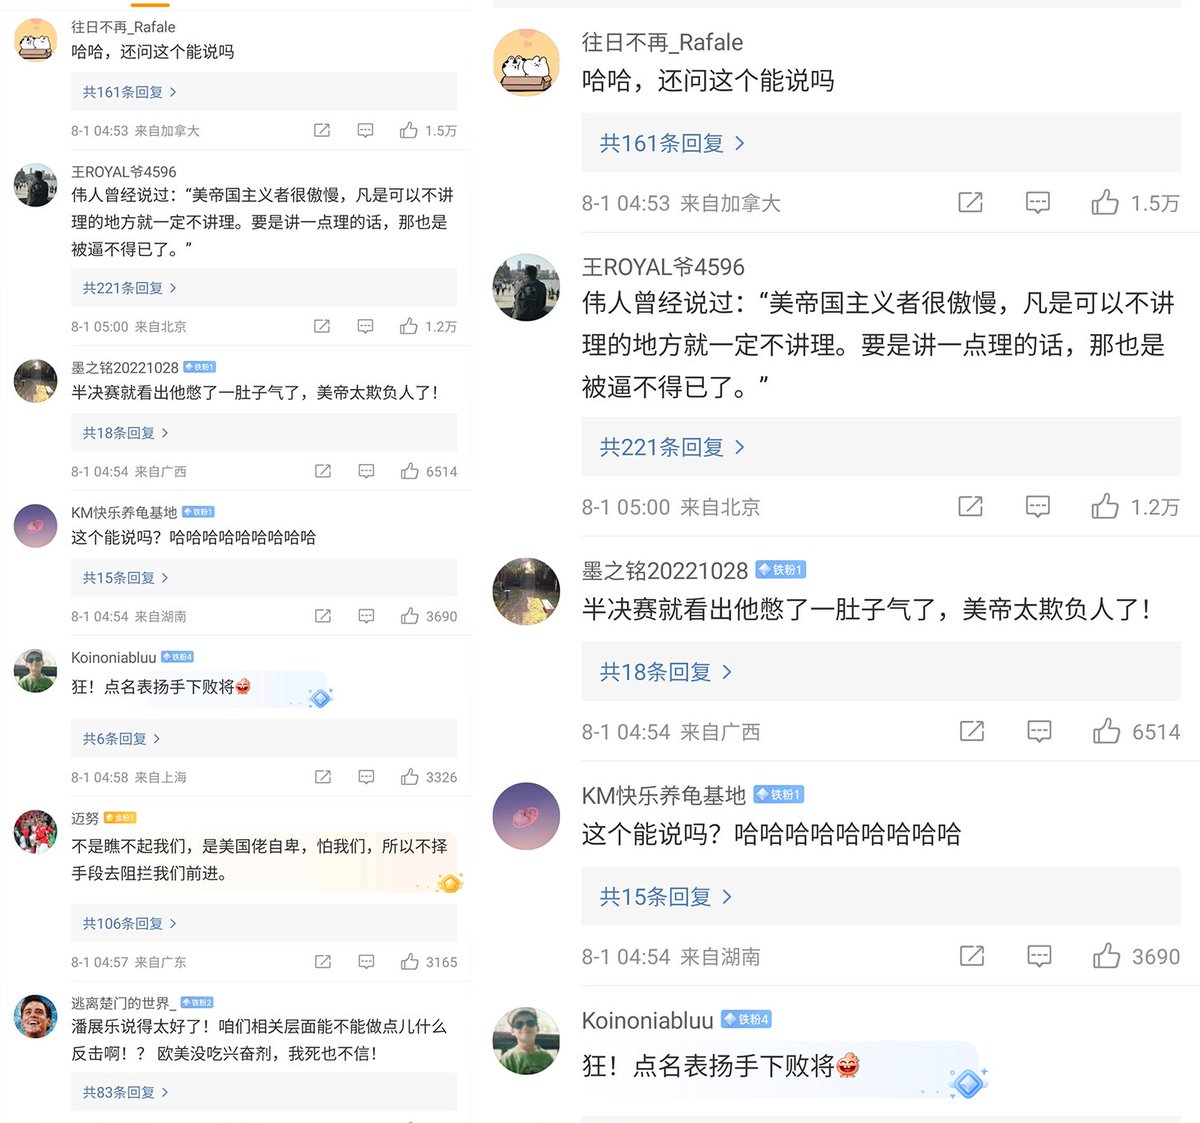 往日不再_Rafale
哈哈，还问这个能说吗
共161条回复 >
8-1 04:53 来自加拿大 1.5万
王ROYAL爷4596
伟人曾经说过：“美帝国主义者很傲慢，凡是可以不讲
理的地方就一定不讲理。要是讲一点理的话，那也是
被逼不得已了。”
共221条回复 >
8-1 05:00 来自北京 1.2万
墨之铭20221028 铁粉1
半决赛就看出他憋了一肚子气了，美帝太欺负人了！
共18条回复 >
8-1 04:54 来自广西 6514
KM快乐养龟基地 铁粉1
这个能说吗？哈哈哈哈哈哈哈哈哈
共15条回复 >
8-1 04:54 来自湖南 3690
Koinoniabluu 铁粉4
狂！点名表扬手下败将
共6条回复 >
8-1 04:58 来自上海 3326
迈努 金粉1
不是瞧不起我们，是美国佬自卑，怕我们，所以不择
手段去阻拦我们前进。
共106条回复 >
8-1 04:57 来自广东 3165
逃离楚门的世界_ 铁粉2
潘展乐说得太好了！咱们相关层面能不能做点儿什么
反击啊！？欧美没吃兴奋剂，我死也不信！
共83条回复 >
往日不再_Rafale
哈哈，还问这个能说吗
共161条回复 >
8-1 04:53 来自加拿大 1.5万
王ROYAL爷4596
伟人曾经说过：“美帝国主义者很傲慢，凡是可以不讲
理的地方就一定不讲理。要是讲一点理的话，那也是
被逼不得已了。”
共221条回复 >
8-1 05:00 来自北京 1.2万
墨之铭20221028 铁粉1
半决赛就看出他憋了一肚子气了，美帝太欺负人了！
共18条回复 >
8-1 04:54 来自广西 6514
KM快乐养龟基地 铁粉1
这个能说吗？哈哈哈哈哈哈哈哈哈
共15条回复 >
8-1 04:54 来自湖南 3690
Koinoniabluu 铁粉4
狂！点名表扬手下败将